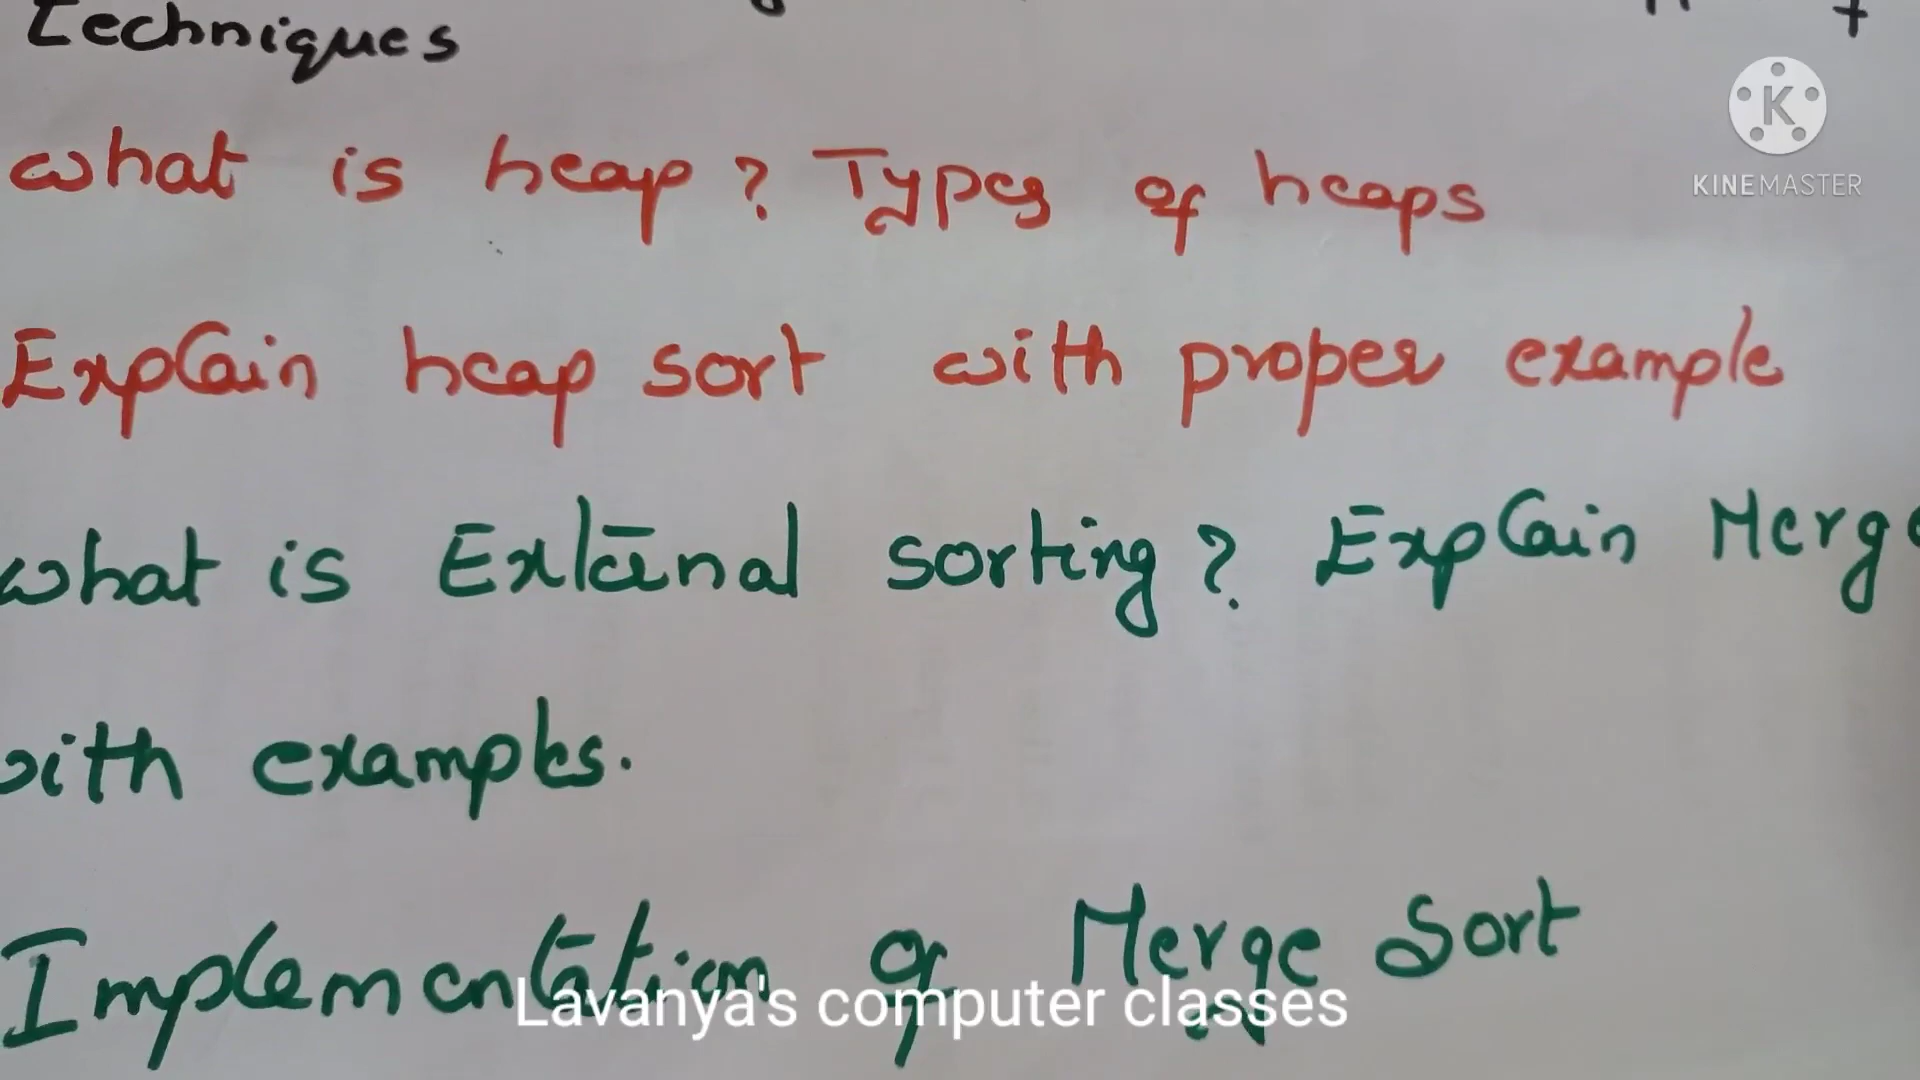 Techniques
K
KINEMASTER
what is heap? Types of heaps
Explain heap sort with proper example
what is External sorting? Explain Merge
with examples.
Implementation of Merge Sort
Lavanya's computer classes